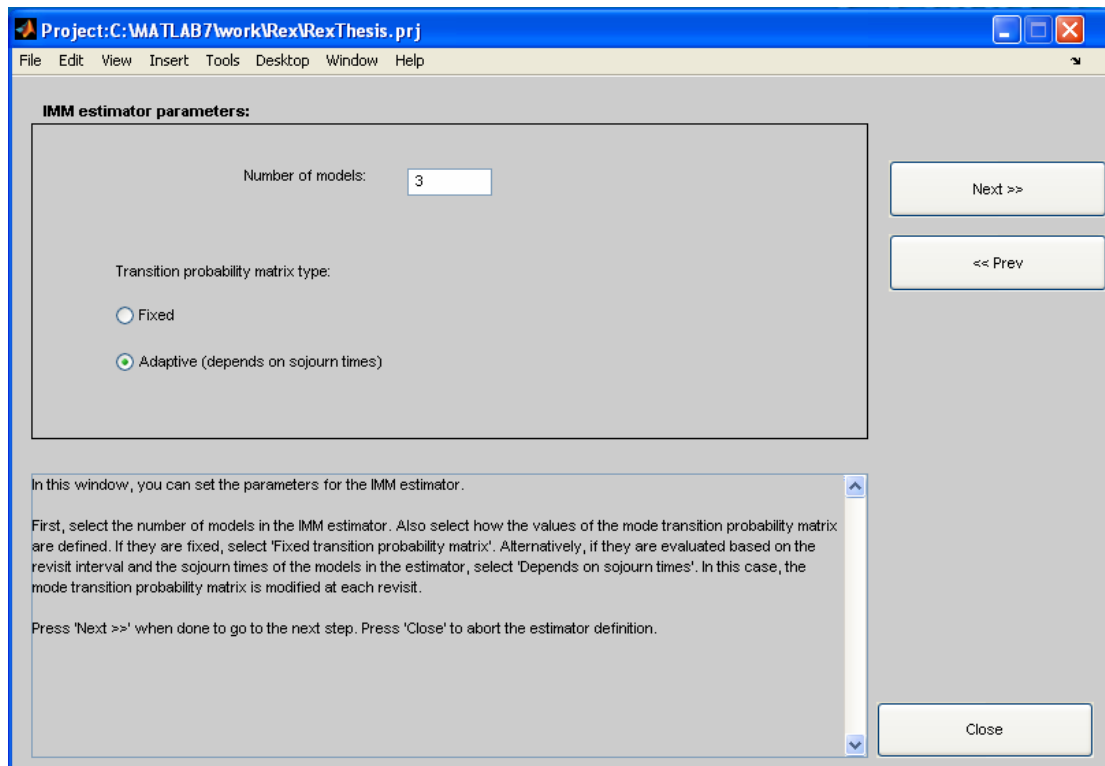 Project:C:\MATLAB7\work\Rex\RexThesis.prj
File Edit View Insert Tools Desktop Window Help
IMM estimator parameters:
Number of models: 3
Next >>
<< Prev
Transition probability matrix type:
Fixed
Adaptive (depends on sojourn times)
In this window, you can set the parameters for the IMM estimator.
First, select the number of models in the IMM estimator. Also select how the values of the mode transition probability matrix
are defined. If they are fixed, select 'Fixed transition probability matrix'. Alternatively, if they are evaluated based on the
revisit interval and the sojourn times of the models in the estimator, select 'Depends on sojourn times'. In this case, the
mode transition probability matrix is modified at each revisit.
Press 'Next >>' when done to go to the next step. Press 'Close' to abort the estimator definition.
Close